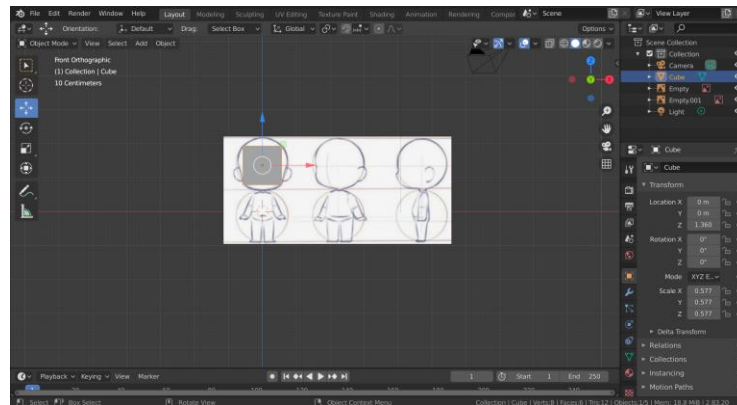 File Edit Render Window Help Layout Modeling Sculpting UV Editing Texture Paint Shading Animation Rendering Compos Scene View Layer
Orientation: Default Drag: Select Box Global Options
Object Mode View Select Add Object
Front Orthographic
(1) Collection | Cube
10 Centimeters
Scene Collection
Collection
Camera
Cube
Empty
Empty.001
Light
Cube
Cube
Transform
Location X 0 m
Y 0 m
Z 1.360
Rotation X 0°
Y 0°
Z 0°
Mode XYZ E..
Scale X 0.577
Y 0.577
Z 0.577
Delta Transform
Relations
Collections
Instancing
Motion Paths
Playback Keying View Marker 1 Start 1 End 250
Select Box Select Rotate View Object Context Menu Collection | Cube | Verts:8 | Faces:6 | Tris:12 | Objects:1/5 | Mem: 18.8 MiB | 2.83.20